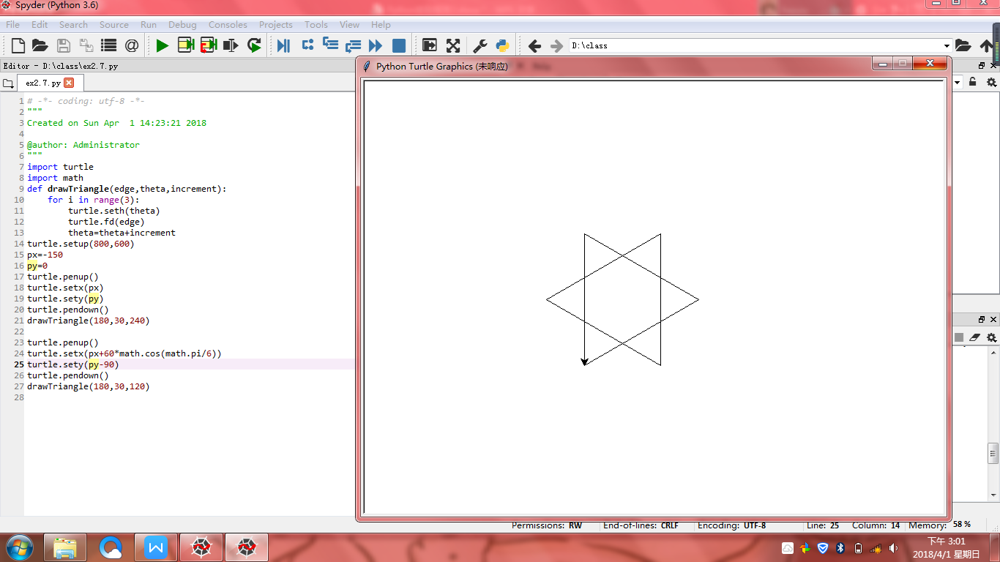 Spyder (Python 3.6)
File Edit Search Source Run Debug Consoles Projects Tools View Help
D:\class
Editor - D:\class\ex2.7.py
ex2.7.py
Python Turtle Graphics (未响应)
1 # -*- coding: utf-8 -*-
2 """
3 Created on Sun Apr  1 14:23:21 2018
4
5 @author: Administrator
6 """
7 import turtle
8 import math
9 def drawTriangle(edge,theta,increment):
10     for i in range(3):
11         turtle.seth(theta)
12         turtle.fd(edge)
13         theta=theta+increment
14 turtle.setup(800,600)
15 px=-150
16 py=0
17 turtle.penup()
18 turtle.setx(px)
19 turtle.sety(py)
20 turtle.pendown()
21 drawTriangle(180,30,240)
22
23 turtle.penup()
24 turtle.setx(px+60*math.cos(math.pi/6))
25 turtle.sety(py-90)
26 turtle.pendown()
27 drawTriangle(180,30,120)
28
Permissions: RW End-of-lines: CRLF Encoding: UTF-8 Line: 25 Column: 14 Memory: 58 %
下午 3:01
2018/4/1 星期日